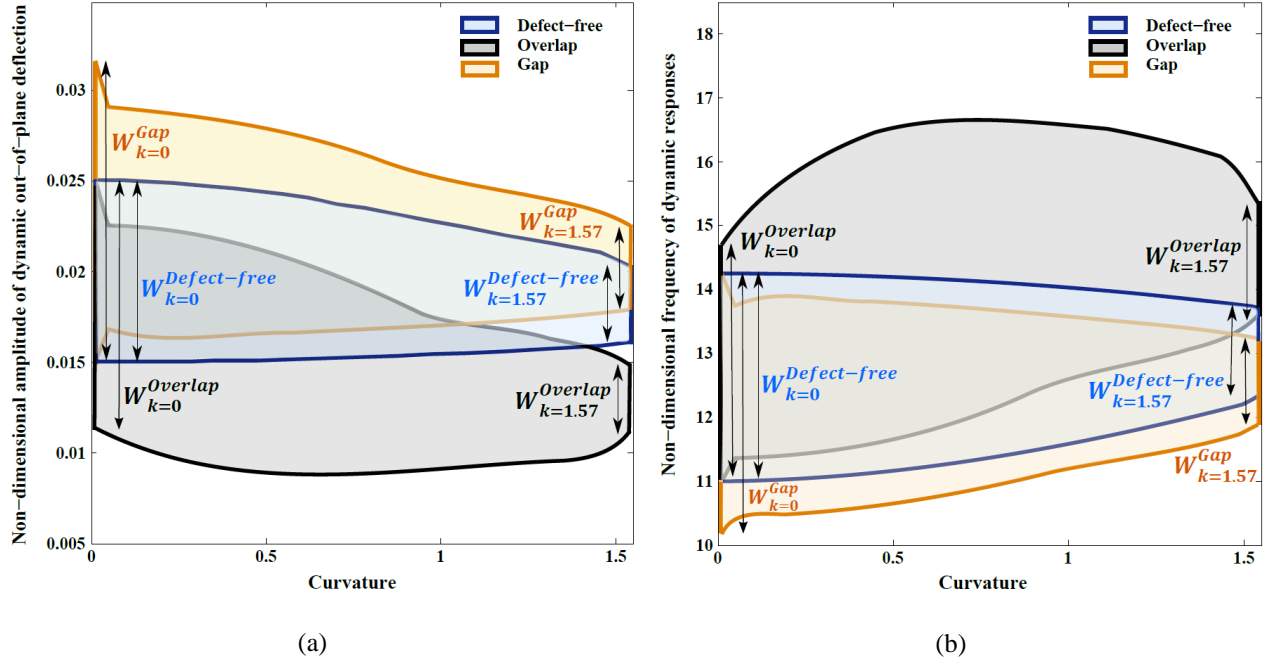 Non−dimensional amplitude of dynamic out−of−plane deflection
0.03
0.025
0.02
0.015
0.01
0.005
0
0.5
1
1.5
Curvature
Defect−free
Overlap
Gap
W^{Gap}_{k=0}
W^{Defect−free}_{k=0}
W^{Overlap}_{k=0}
W^{Gap}_{k=1.57}
W^{Defect−free}_{k=1.57}
W^{Overlap}_{k=1.57}
(a)
Non−dimensional frequency of dynamic responses
18
17
16
15
14
13
12
11
10
0
0.5
1
1.5
Curvature
Defect−free
Overlap
Gap
W^{Overlap}_{k=0}
W^{Defect−free}_{k=0}
W^{Gap}_{k=0}
W^{Overlap}_{k=1.57}
W^{Defect−free}_{k=1.57}
W^{Gap}_{k=1.57}
(b)